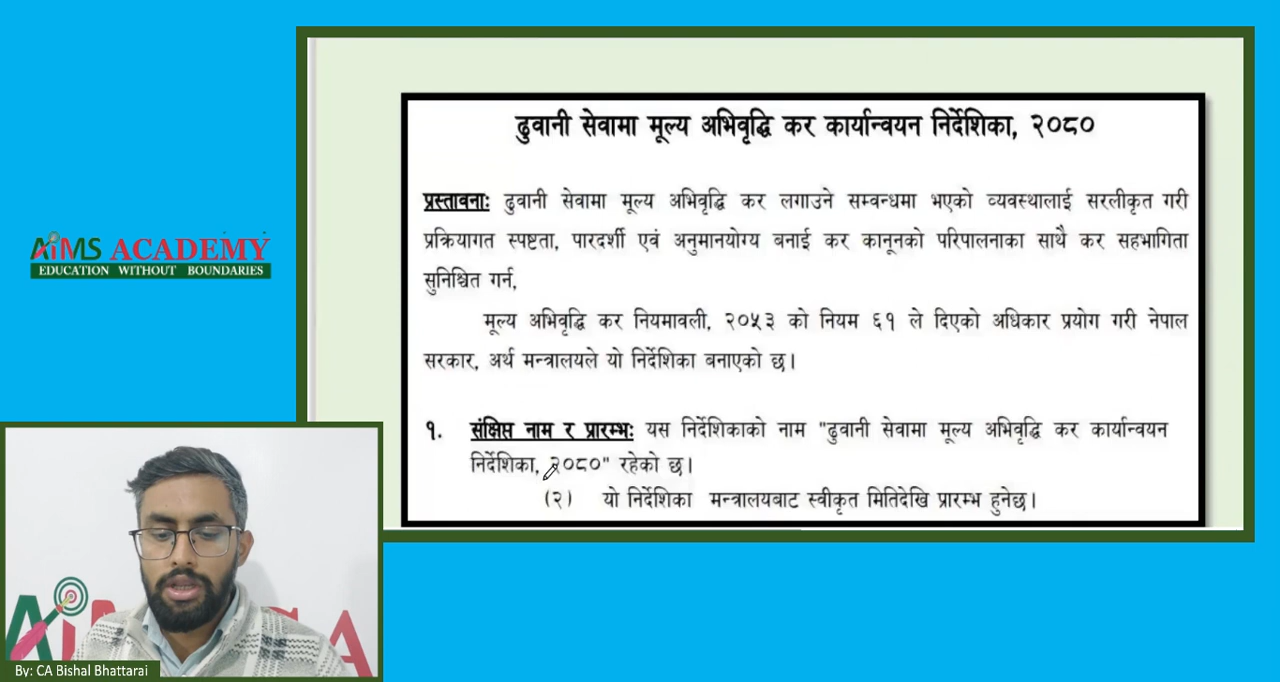 ढुवानी सेवामा मूल्य अभिवृद्धि कर कार्यान्वयन निर्देशिका, २०८०
प्रस्तावनाः ढुवानी सेवामा मूल्य अभिवृद्धि कर लगाउने सम्वन्धमा भएको व्यवस्थालाई सरलीकृत गरी
प्रक्रियागत स्पष्टता, पारदर्शी एवं अनुमानयोग्य बनाई कर कानूनको परिपालनाका साथै कर सहभागिता
सुनिश्चित गर्न,
मूल्य अभिवृद्धि कर नियमावली, २०५३ को नियम ६१ ले दिएको अधिकार प्रयोग गरी नेपाल
सरकार, अर्थ मन्त्रालयले यो निर्देशिका बनाएको छ।
१. संक्षिप्त नाम र प्रारम्भः यस निर्देशिकाको नाम "ढुवानी सेवामा मूल्य अभिवृद्धि कर कार्यान्वयन
निर्देशिका, २०८०" रहेको छ।
(२) यो निर्देशिका मन्त्रालयबाट स्वीकृत मितिदेखि प्रारम्भ हुनेछ।
AiMS ACADEMY
EDUCATION WITHOUT BOUNDARIES
By: CA Bishal Bhattarai